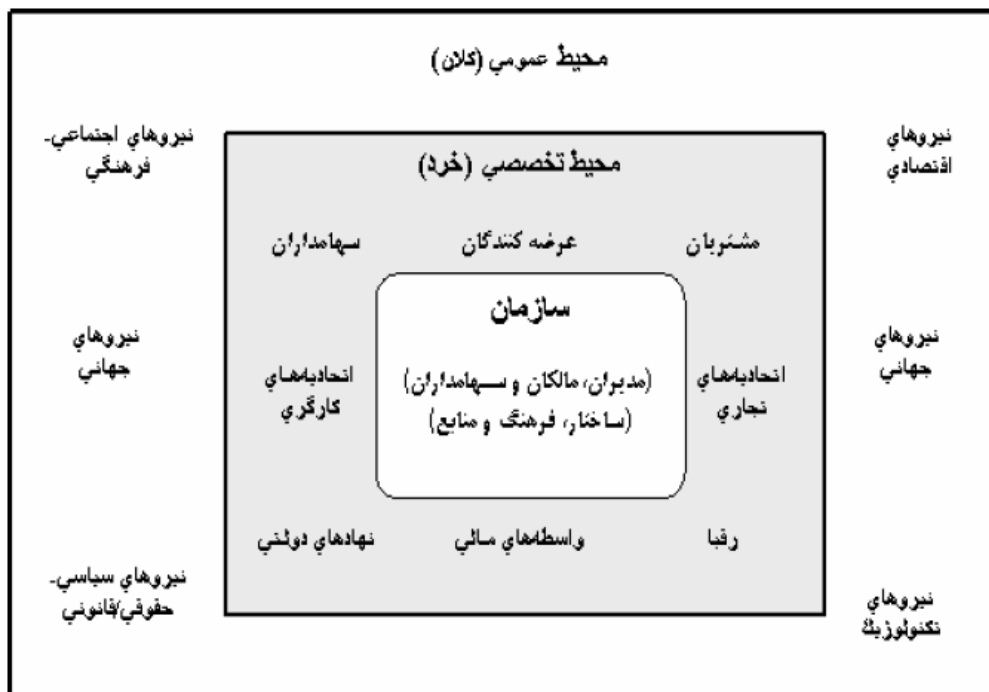 محيط عمومي (كلان)
نيروهاي
اقتصادي
نيروهاي اجتماعي-
فرهنگي
محيط تخصصي (خرد)
مشتريان
عرضه كنندگان
سهامداران
نيروهاي
جهاني
اتحاديه‌هاي
تجاري
سازمان
(مديران، مالكان و سهامداران)
(ساختار، فرهنگ و منابع)
اتحاديه‌هاي
كارگري
نيروهاي
جهاني
رقبا
واسطه‌هاي مالي
نهادهاي دولتي
نيروهاي
تكنولوژيك
نيروهاي سياسي-
حقوقي/قانوني